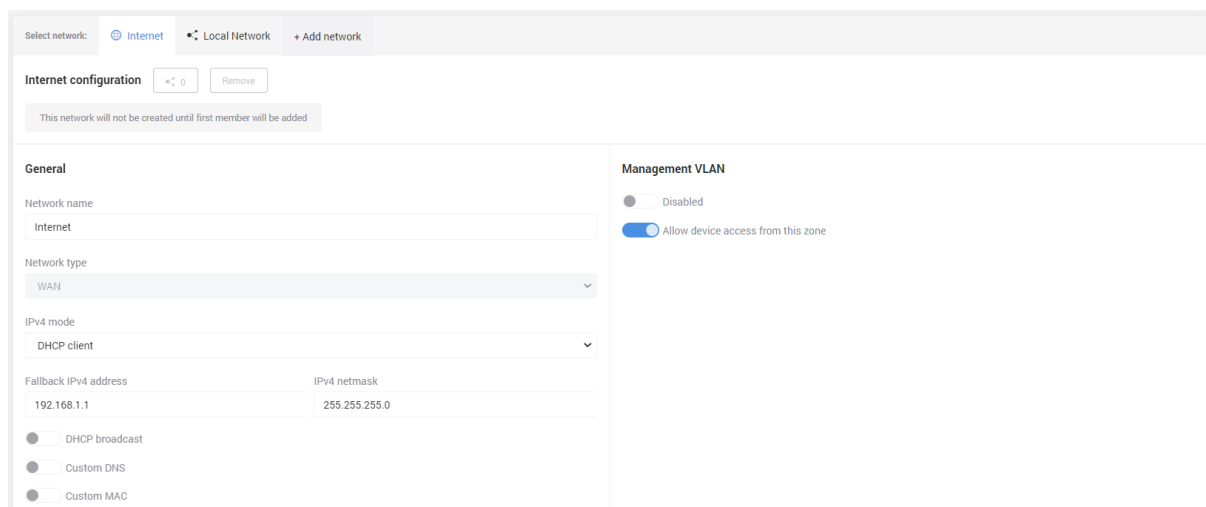 Select network: Internet Local Network + Add network
Internet configuration 0 Remove
This network will not be created until first member will be added
General
Network name
Internet
Network type
WAN
IPv4 mode
DHCP client
Fallback IPv4 address IPv4 netmask
192.168.1.1 255.255.255.0
DHCP broadcast
Custom DNS
Custom MAC
Management VLAN
Disabled
Allow device access from this zone